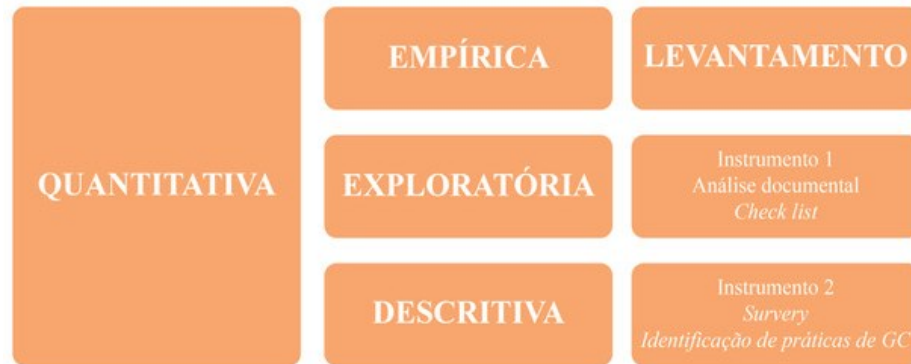 QUANTITATIVA
EMPÍRICA
LEVANTAMENTO
EXPLORATÓRIA
Instrumento 1
Análise documental
Check list
DESCRITIVA
Instrumento 2
Survery
Identificação de práticas de GC